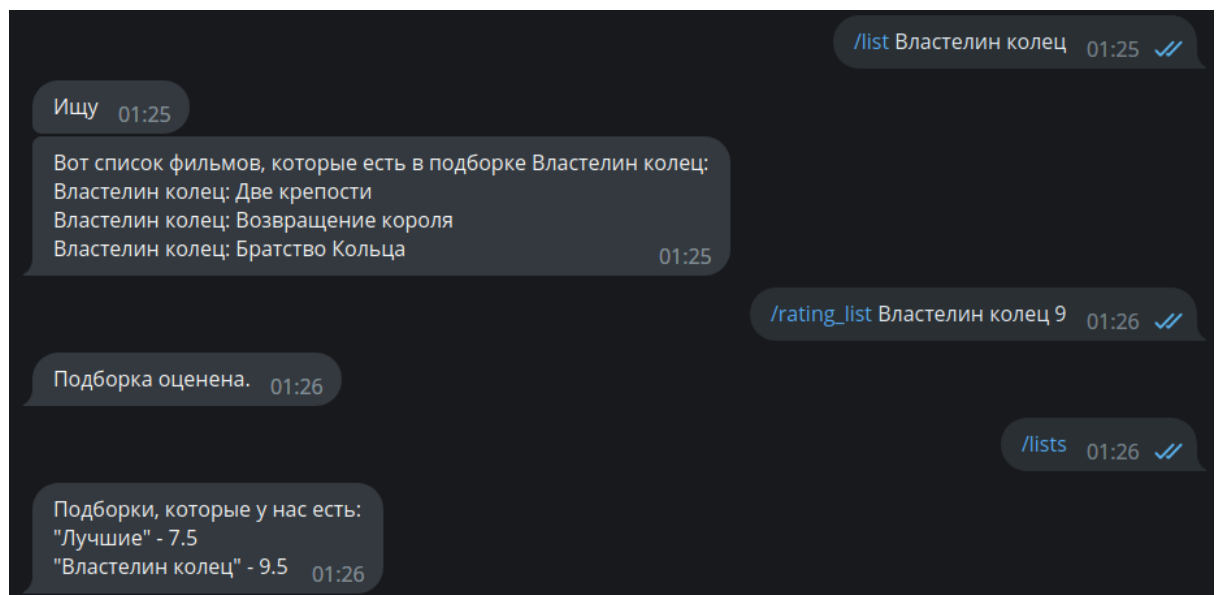 /list Властелин колец 01:25
Ищу 01:25
Вот список фильмов, которые есть в подборке Властелин колец:
Властелин колец: Две крепости
Властелин колец: Возвращение короля
Властелин колец: Братство Кольца 01:25
/rating_list Властелин колец 9 01:26
Подборка оценена. 01:26
/lists 01:26
Подборки, которые у нас есть:
"Лучшие" - 7.5
"Властелин колец" - 9.5 01:26